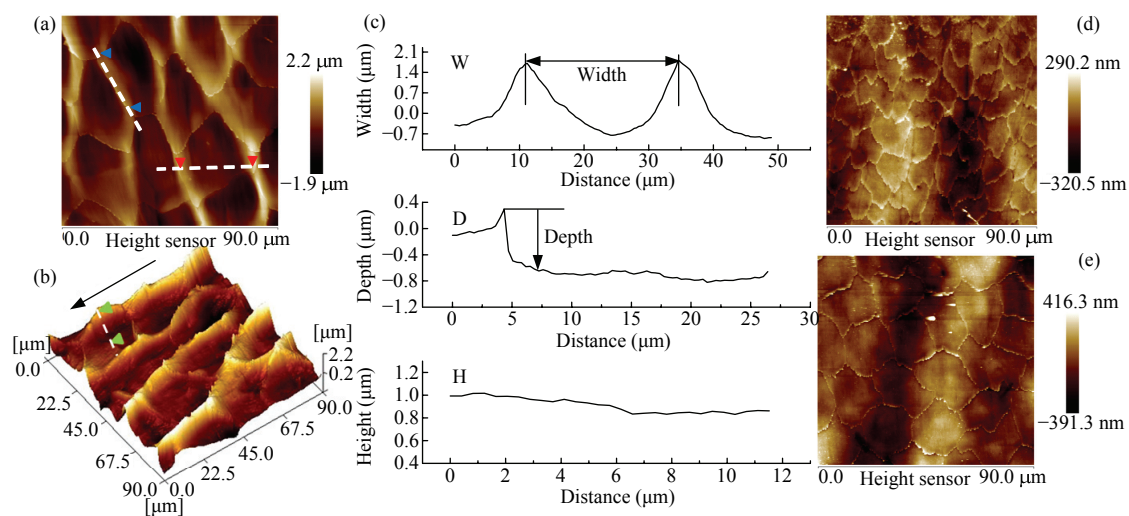 (a)
2.2 μm
−1.9 μm
0.0 Height sensor 90.0 μm
(b)
[μm]
0.0
22.5
45.0
67.5
90.0
[μm]
0.0
22.5
45.0
67.5
90.0
[μm]
2.2
0.2
(c)
W
Width
Width (μm)
2.1
1.4
0.7
0.0
−0.7
0 10 20 30 40 50
Distance (μm)
D
Depth
Depth (μm)
0.4
0.0
−0.4
−0.8
−1.2
0 5 10 15 20 25 30
Distance (μm)
H
Height (μm)
1.2
1.0
0.8
0.6
0.4
0 2 4 6 8 10 12
Distance (μm)
(d)
290.2 nm
−320.5 nm
0.0 Height sensor 90.0 μm
(e)
416.3 nm
−391.3 nm
0.0 Height sensor 90.0 μm